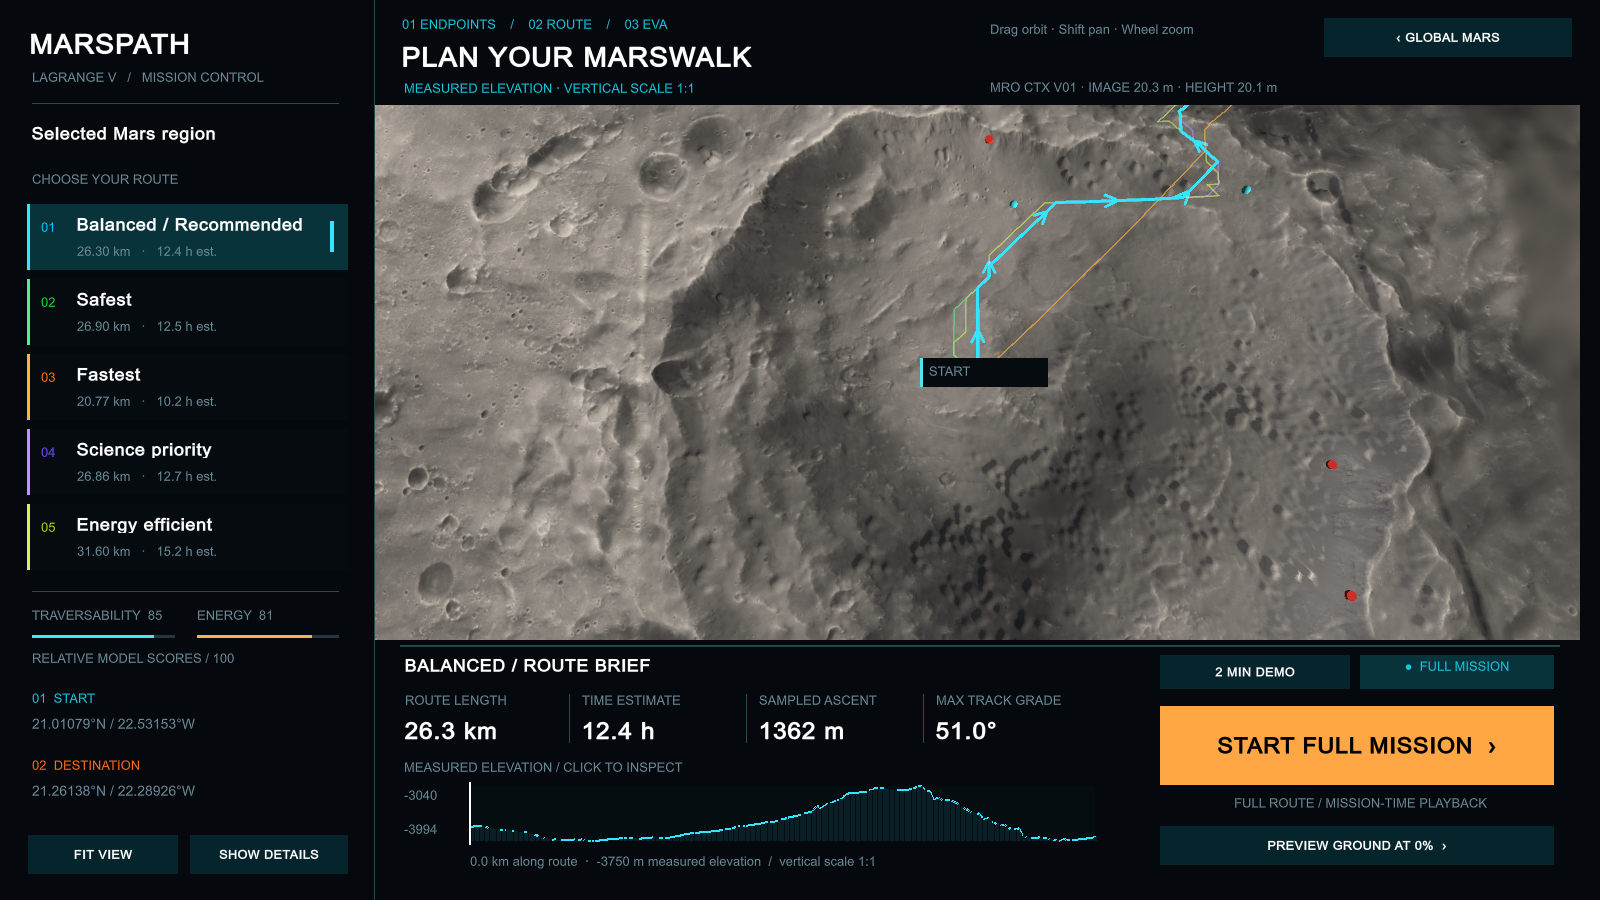 MARSPATH
LAGRANGE V / MISSION CONTROL
Selected Mars region
CHOOSE YOUR ROUTE
01 Balanced / Recommended
26.30 km · 12.4 h est.
02 Safest
26.90 km · 12.5 h est.
03 Fastest
20.77 km · 10.2 h est.
04 Science priority
26.86 km · 12.7 h est.
05 Energy efficient
31.60 km · 15.2 h est.
TRAVERSABILITY 85 ENERGY 81
RELATIVE MODEL SCORES / 100
01 START
21.01079°N / 22.53153°W
02 DESTINATION
21.26138°N / 22.28926°W
FIT VIEW
SHOW DETAILS
01 ENDPOINTS / 02 ROUTE / 03 EVA
PLAN YOUR MARSWALK
MEASURED ELEVATION · VERTICAL SCALE 1:1
Drag orbit · Shift pan · Wheel zoom
MRO CTX V01 · IMAGE 20.3 m · HEIGHT 20.1 m
‹ GLOBAL MARS
START
BALANCED / ROUTE BRIEF
ROUTE LENGTH
26.3 km
TIME ESTIMATE
12.4 h
SAMPLED ASCENT
1362 m
MAX TRACK GRADE
51.0°
MEASURED ELEVATION / CLICK TO INSPECT
-3040
-3994
0.0 km along route · -3750 m measured elevation / vertical scale 1:1
2 MIN DEMO
● FULL MISSION
START FULL MISSION ›
FULL ROUTE / MISSION-TIME PLAYBACK
PREVIEW GROUND AT 0% ›